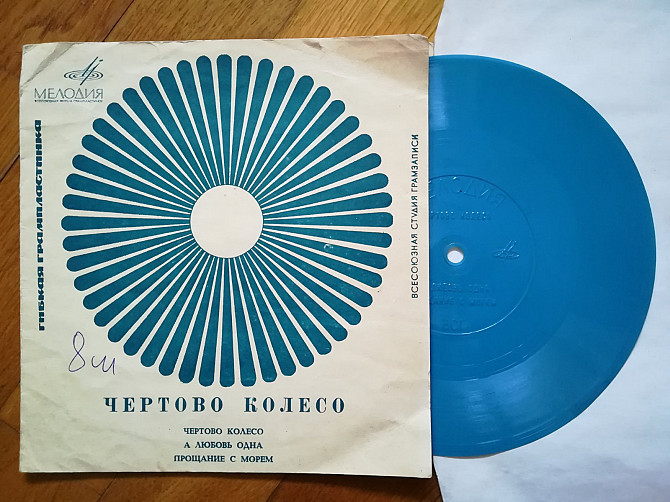 МЕЛОДИЯ
ГИБКАЯ ГРАМПЛАСТИНКА
ВСЕСОЮЗНАЯ СТУДИЯ ГРАМЗАПИСИ
8ш
ЧЕРТОВО КОЛЕСО
ЧЕРТОВО КОЛЕСО
А ЛЮБОВЬ ОДНА
ПРОЩАНИЕ С МОРЕМ